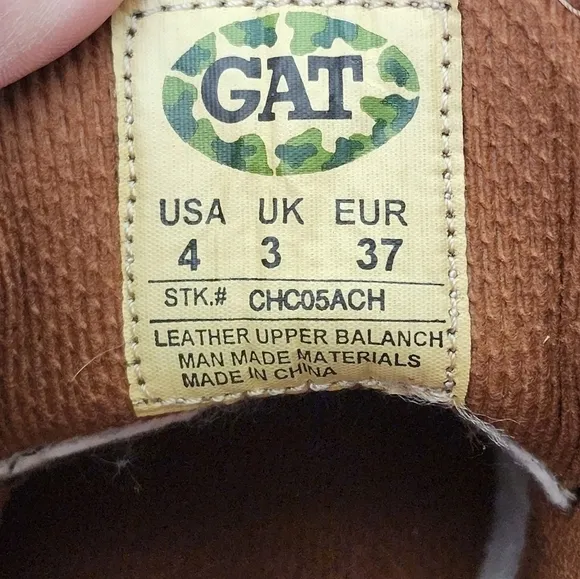 GAT
USA UK EUR
4 3 37
STK.# CHC05ACH
LEATHER UPPER BALANCH
MAN MADE MATERIALS
MADE IN CHINA